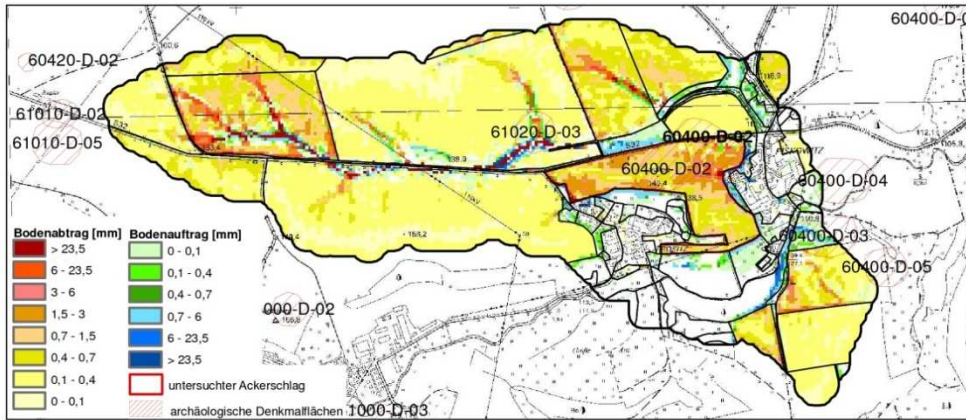 60400-D-0
60420-D-02
61010-D-02
61010-D-05
61020-D-03
60400-D-02
60400-D-02
60400-D-04
60400-D-03
60400-D-05
158,2
000-D-02
1000-D-03
Bodenabtrag [mm]
> 23,5
6 - 23,5
3 - 6
1,5 - 3
0,7 - 1,5
0,4 - 0,7
0,1 - 0,4
0 - 0,1
Bodenauftrag [mm]
0 - 0,1
0,1 - 0,4
0,4 - 0,7
0,7 - 6
6 - 23,5
> 23,5
untersuchter Ackerschlag
archäologische Denkmalflächen